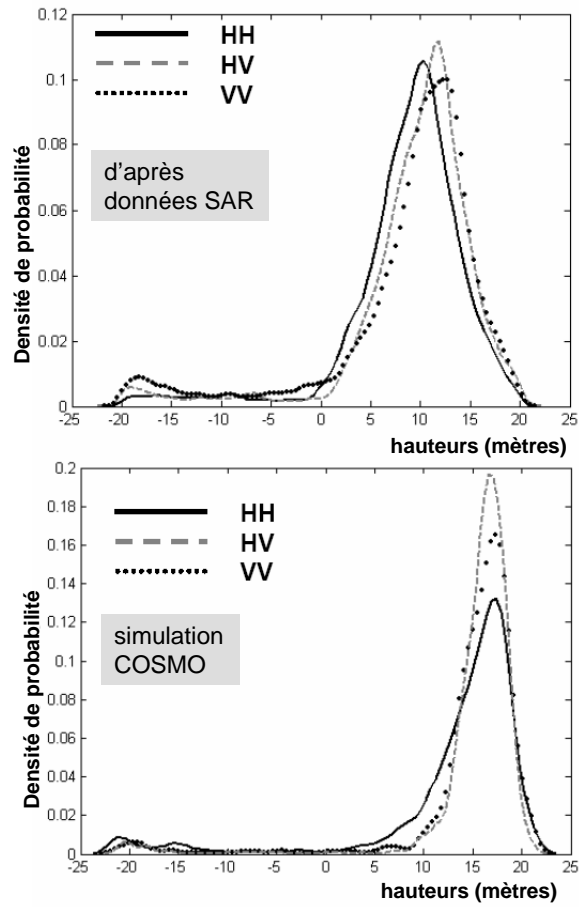 0.12
0.1
0.08
0.06
0.04
0.02
0
Densité de probabilité
HH
HV
VV
d'après
données SAR
-25 -20 -15 -10 -5 0 5 10 15 20 25
hauteurs (mètres)
0.2
0.18
0.16
0.14
0.12
0.1
0.08
0.06
0.04
0.02
0
Densité de probabilité
HH
HV
VV
simulation
COSMO
-25 -20 -15 -10 -5 0 5 10 15 20 25
hauteurs (mètres)